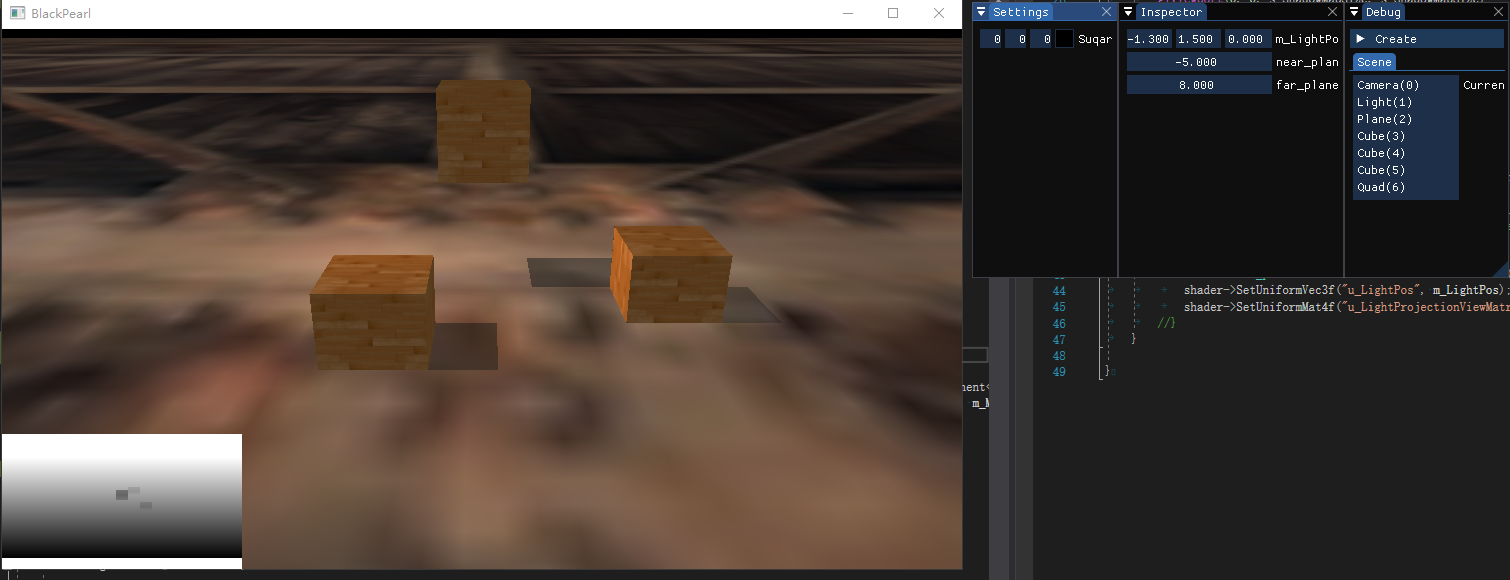 BlackPearl
Settings
0 0 0 Suqar
Inspector
-1.300 1.500 0.000 m_LightPo
-5.000 near_plan
8.000 far_plane
Debug
Create
Scene
Camera(0)
Light(1)
Plane(2)
Cube(3)
Cube(4)
Cube(5)
Quad(6)
Curren
44 shader->SetUniformVec3f("u_LightPos", m_LightPos);
45 shader->SetUniformMat4f("u_LightProjectionViewMatr
46 //}
47 }
48
49 }